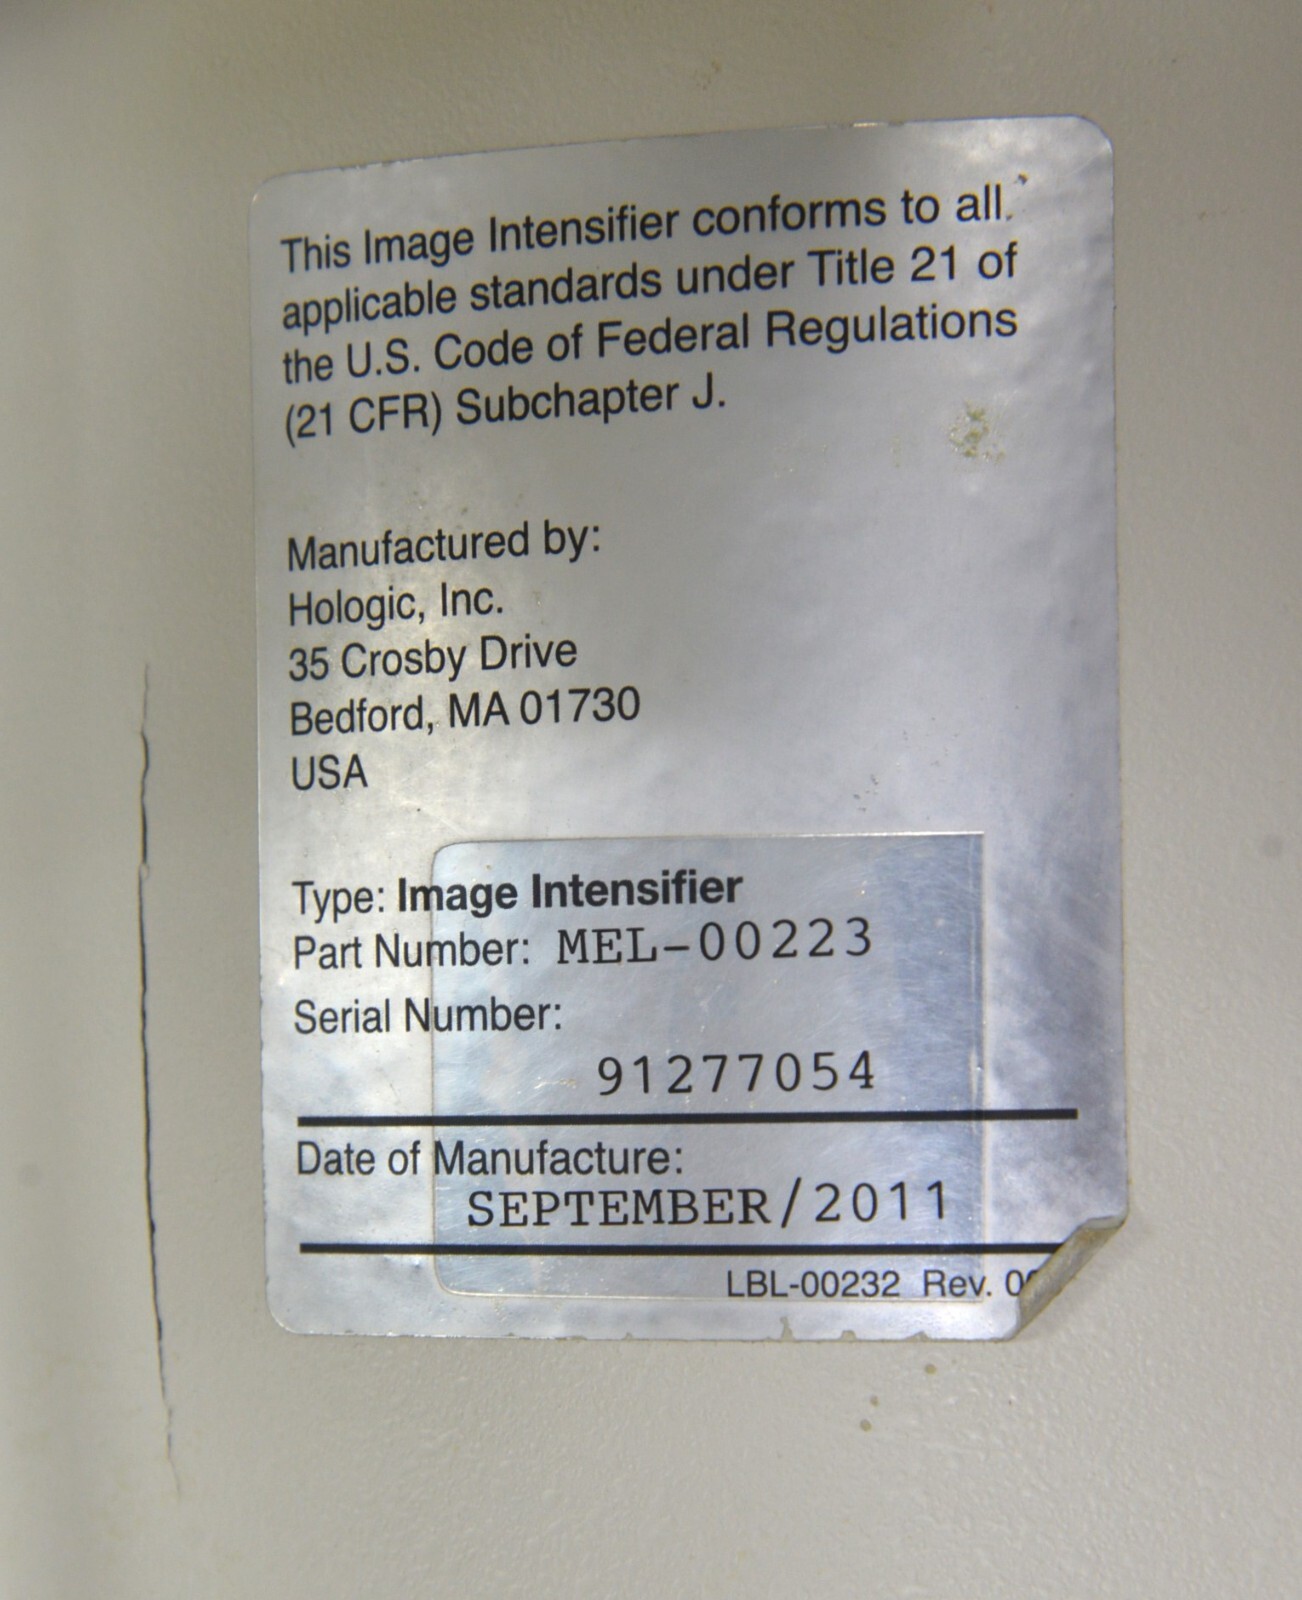 This Image Intensifier conforms to all
applicable standards under Title 21 of
the U.S. Code of Federal Regulations
(21 CFR) Subchapter J.
Manufactured by:
Hologic, Inc.
35 Crosby Drive
Bedford, MA 01730
USA
Type: Image Intensifier
Part Number: MEL-00223
Serial Number:
91277054
Date of Manufacture:
SEPTEMBER/2011
LBL-00232 Rev.